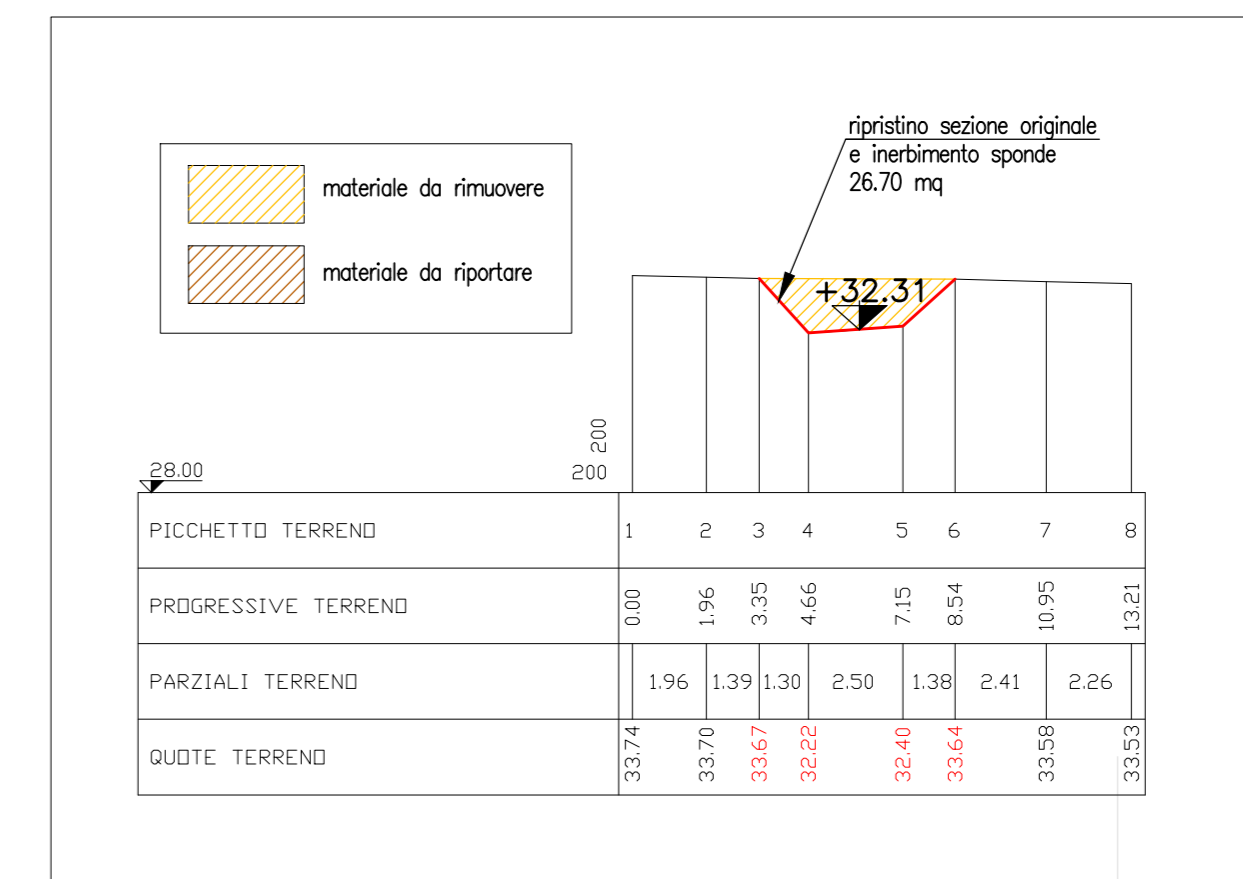 ripristino sezione originale
e inerbimento sponde
26.70 mq
materiale da rimuovere
materiale da riportare
+32.31
200
28.00
200
PICCHETTO TERRENO 1 2 3 4 5 6 7 8
PROGRESSIVE TERRENO 0.00 1.96 3.35 4.66 7.15 8.54 10.95 13.21
PARZIALI TERRENO 1.96 1.39 1.30 2.50 1.38 2.41 2.26
QUOTE TERRENO 33.74 33.70 33.67 32.22 32.40 33.64 33.58 33.53